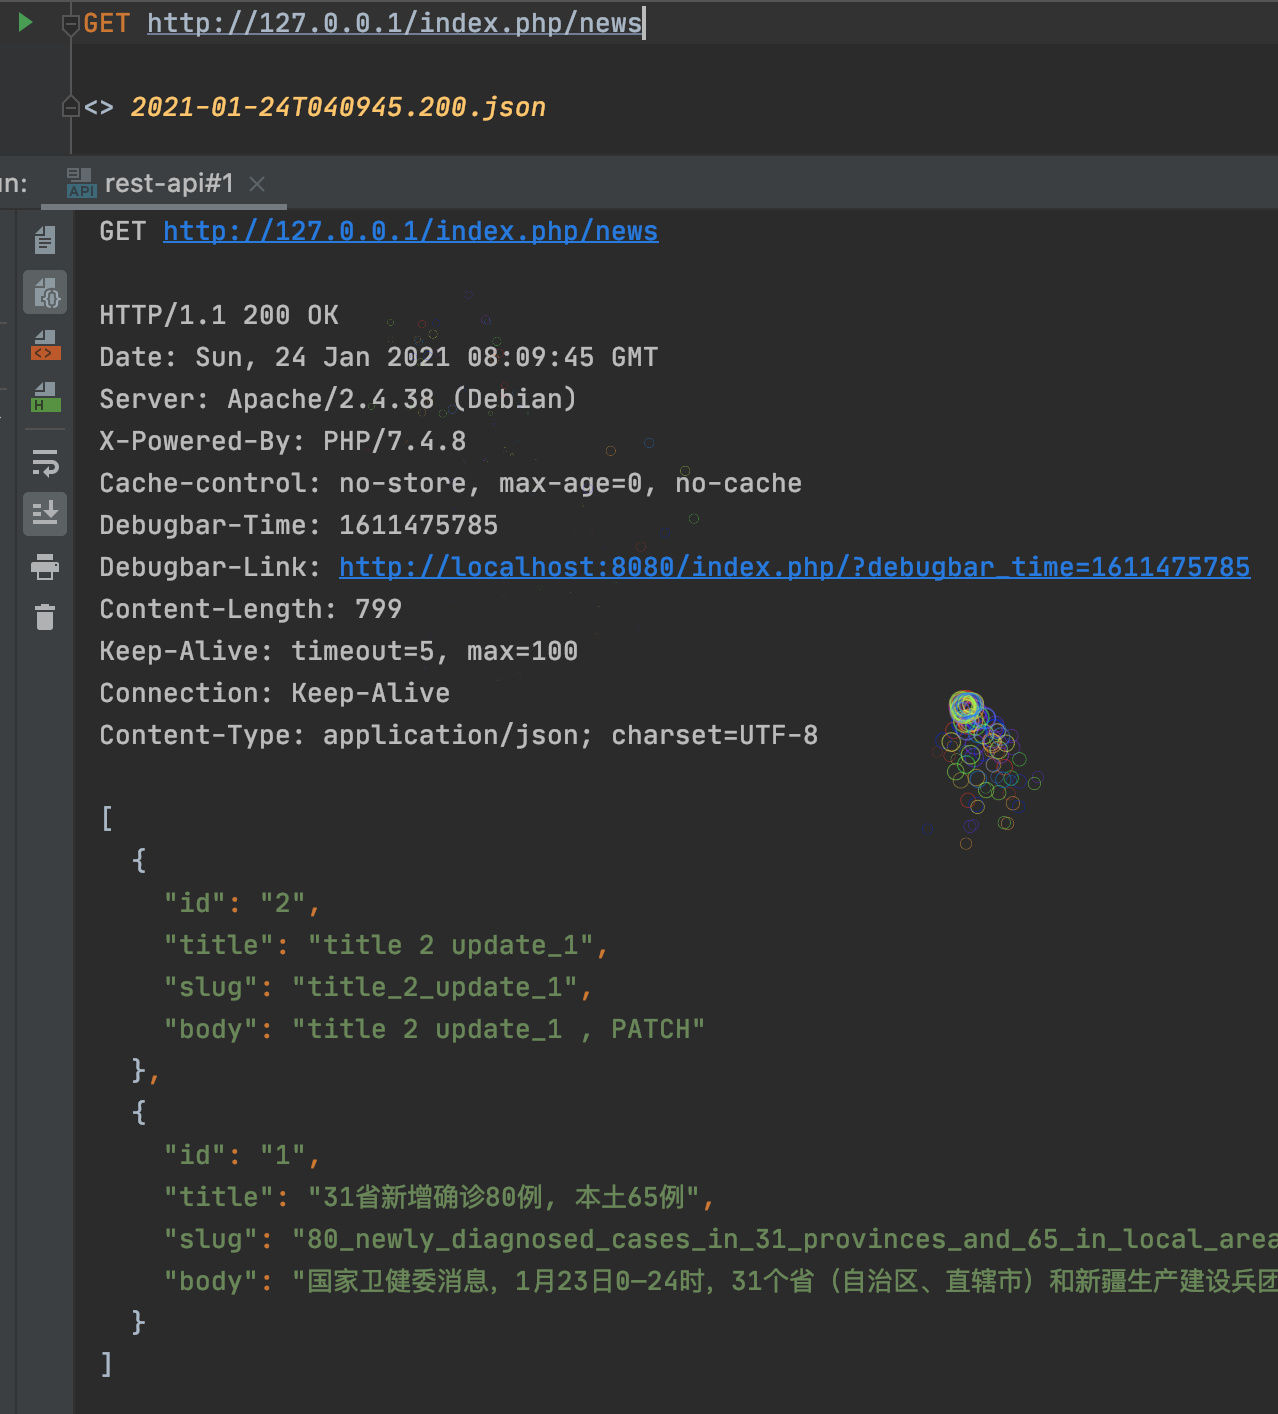 GET http://127.0.0.1/index.php/news
<> 2021-01-24T040945.200.json
un: API rest-api#1
GET http://127.0.0.1/index.php/news
HTTP/1.1 200 OK
Date: Sun, 24 Jan 2021 08:09:45 GMT
Server: Apache/2.4.38 (Debian)
X-Powered-By: PHP/7.4.8
Cache-control: no-store, max-age=0, no-cache
Debugbar-Time: 1611475785
Debugbar-Link: http://localhost:8080/index.php/?debugbar_time=1611475785
Content-Length: 799
Keep-Alive: timeout=5, max=100
Connection: Keep-Alive
Content-Type: application/json; charset=UTF-8
[
{
"id": "2",
"title": "title 2 update_1",
"slug": "title_2_update_1",
"body": "title 2 update_1 , PATCH"
},
{
"id": "1",
"title": "31省新增确诊80例, 本土65例",
"slug": "80_newly_diagnosed_cases_in_31_provinces_and_65_in_local_area
"body": "国家卫健委消息，1月23日0—24时，31个省（自治区、直辖市）和新疆生产建设兵团
}
]